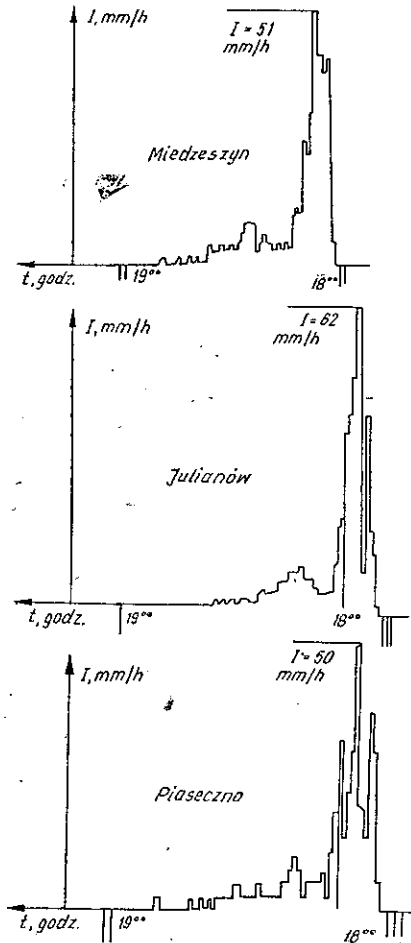 I, mm/h
I = 51
mm/h
Miedzeszyn
t, godz.
19⁰⁰
18⁰⁰
I, mm/h
I = 62
mm/h
Julianów
t, godz.
19⁰⁰
18⁰⁰
I, mm/h
I = 50
mm/h
Piaseczno
t, godz.
19⁰⁰
18⁰⁰